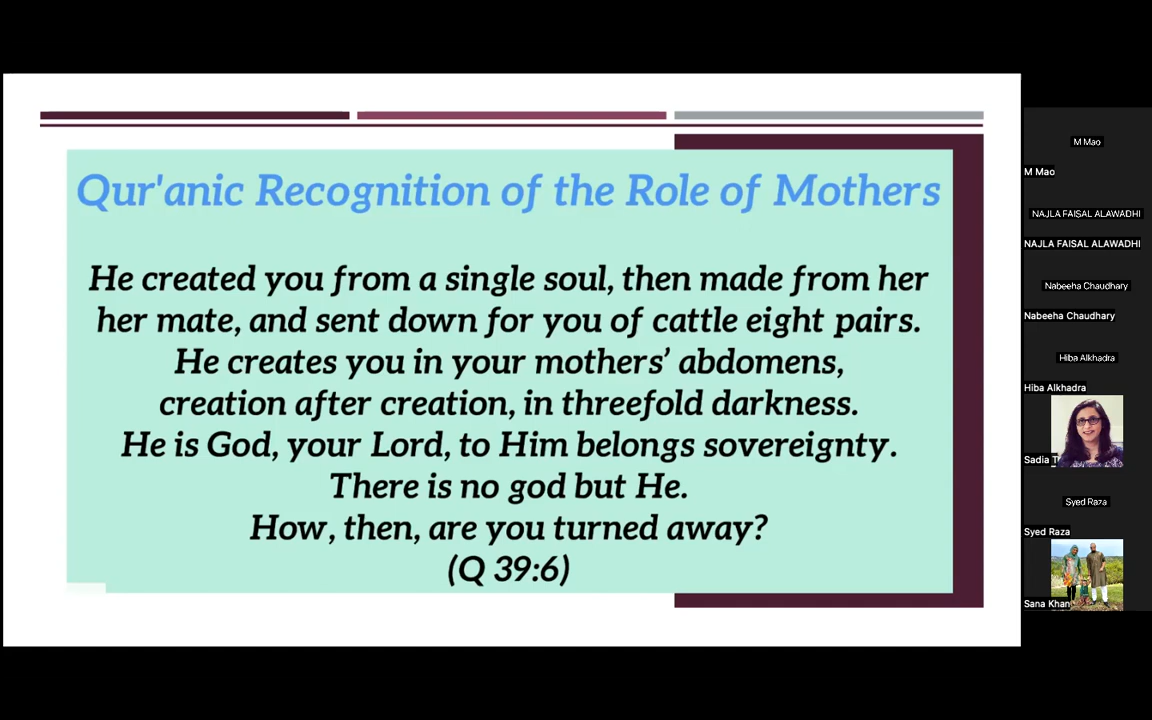 Qur'anic Recognition of the Role of Mothers
He created you from a single soul, then made from her
her mate, and sent down for you of cattle eight pairs.
He creates you in your mothers’ abdomens,
creation after creation, in threefold darkness.
He is God, your Lord, to Him belongs sovereignty.
There is no god but He.
How, then, are you turned away?
(Q 39:6)
M Mao
M Mao
NAJLA FAISAL ALAWADHI
NAJLA FAISAL ALAWADHI
Nabeeha Chaudhary
Nabeeha Chaudhary
Hiba Alkhadra
Hiba Alkhadra
Sadia T
Syed Raza
Syed Raza
Sana Khan